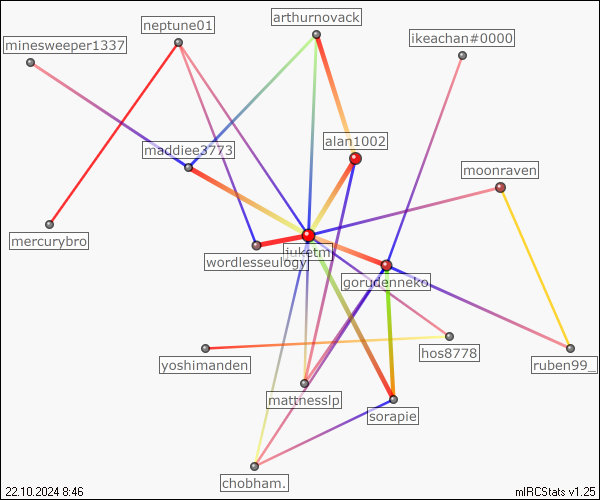 arthurnovack
neptune01
ikeachan#0000
minesweeper1337
alan1002
maddiee3773
moonraven
mercurybro
juketm
wordlesseulogy
gorudenneko
yoshimanden
hos8778
ruben99_
mattnesslp
sorapie
chobham.
22.10.2024 8:46
mIRCStats v1.25